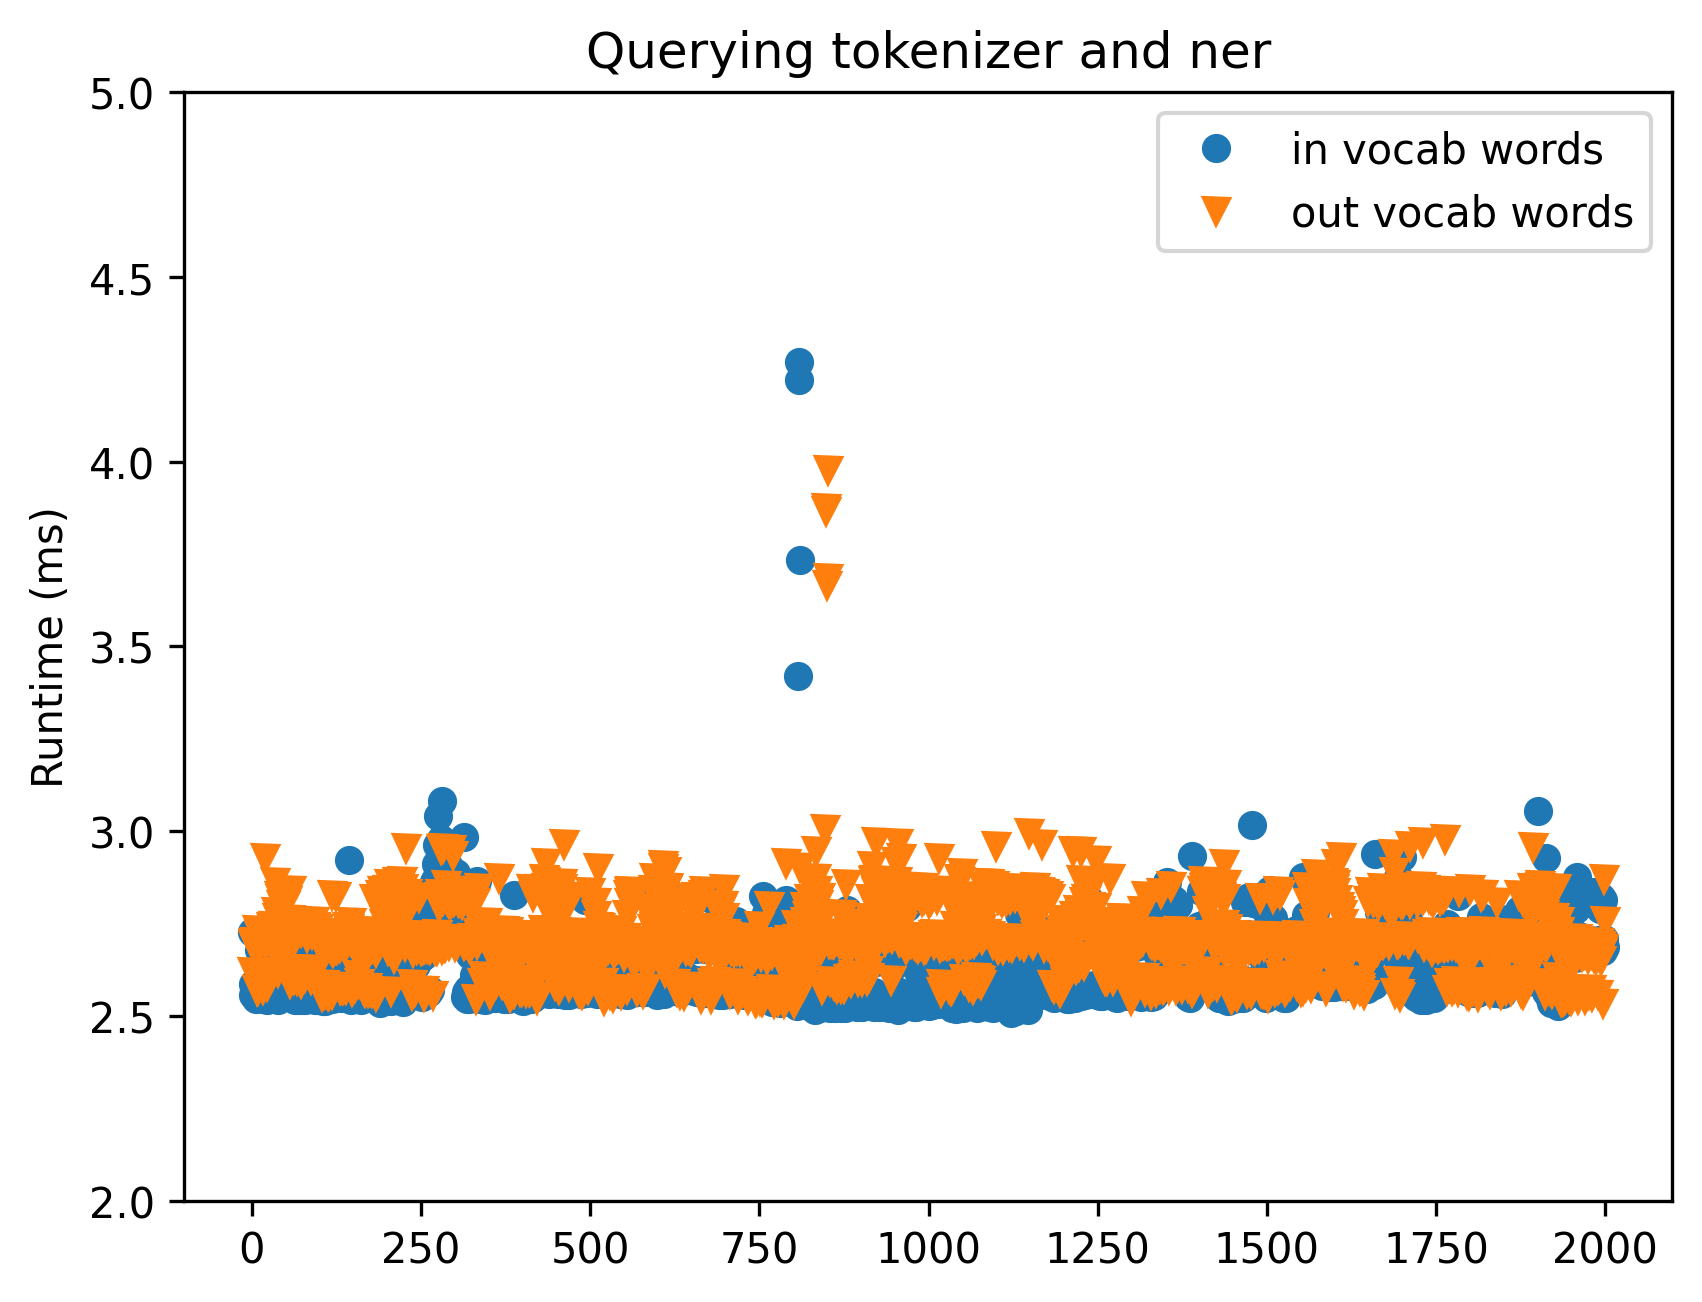 Querying tokenizer and ner
5.0
in vocab words
out vocab words
4.5
4.0
3.5
Runtime (ms)
3.0
2.5
2.0
0 250 500 750 1000 1250 1500 1750 2000